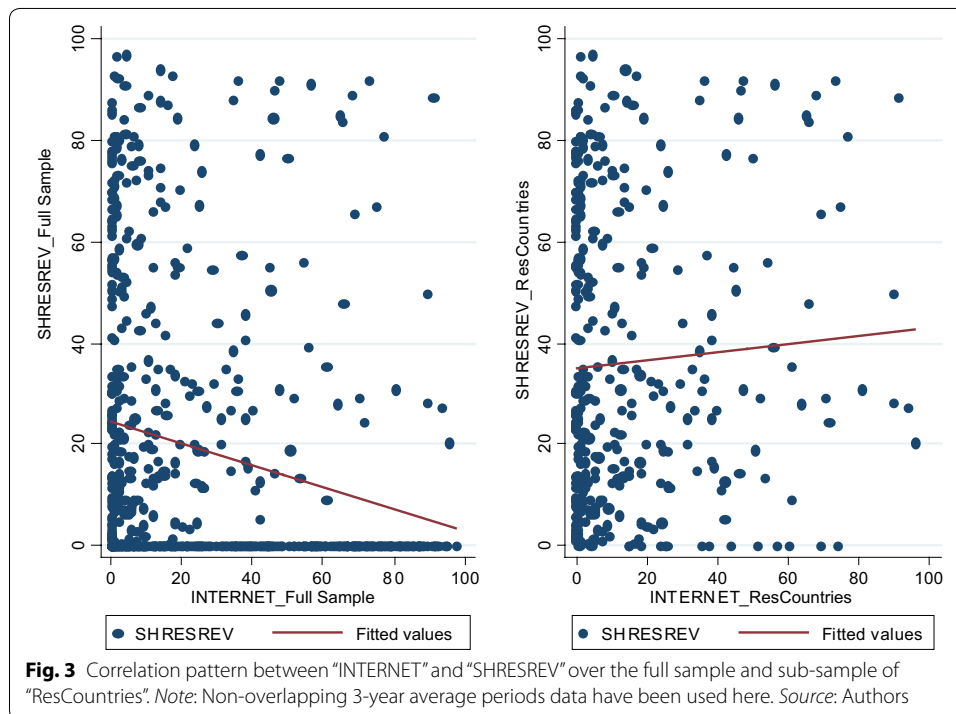 SHRESREV_Full Sample
100
80
60
40
20
0
0 20 40 60 80 100
INTERNET_Full Sample
SHRESREV Fitted values
SHRESREV_ResCountries
100
80
60
40
20
0
0 20 40 60 80 100
INTERNET_ResCountries
SHRESREV Fitted values
Fig. 3 Correlation pattern between “INTERNET” and “SHRESREV” over the full sample and sub-sample of
“ResCountries”. Note: Non-overlapping 3-year average periods data have been used here. Source: Authors